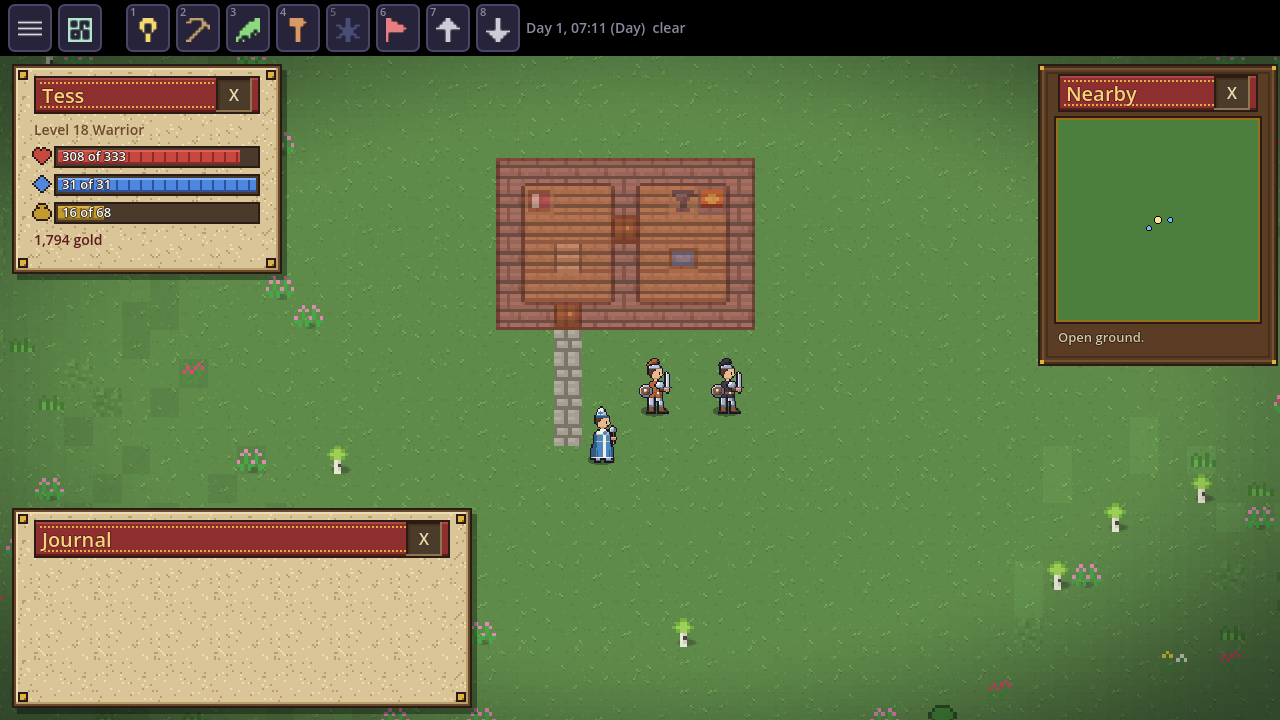 1 2 3 4 5 6 7 8 Day 1, 07:11 (Day) clear
Tess X
Level 18 Warrior
308 of 333
31 of 31
16 of 68
1,794 gold
Nearby X
Open ground.
Journal X